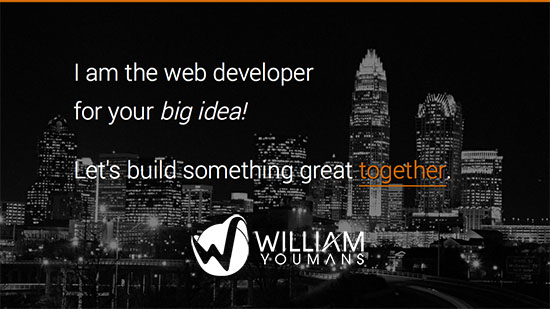 I am the web developer
for your big idea!
Let's build something great together.
WILLIAM
YOUMANS